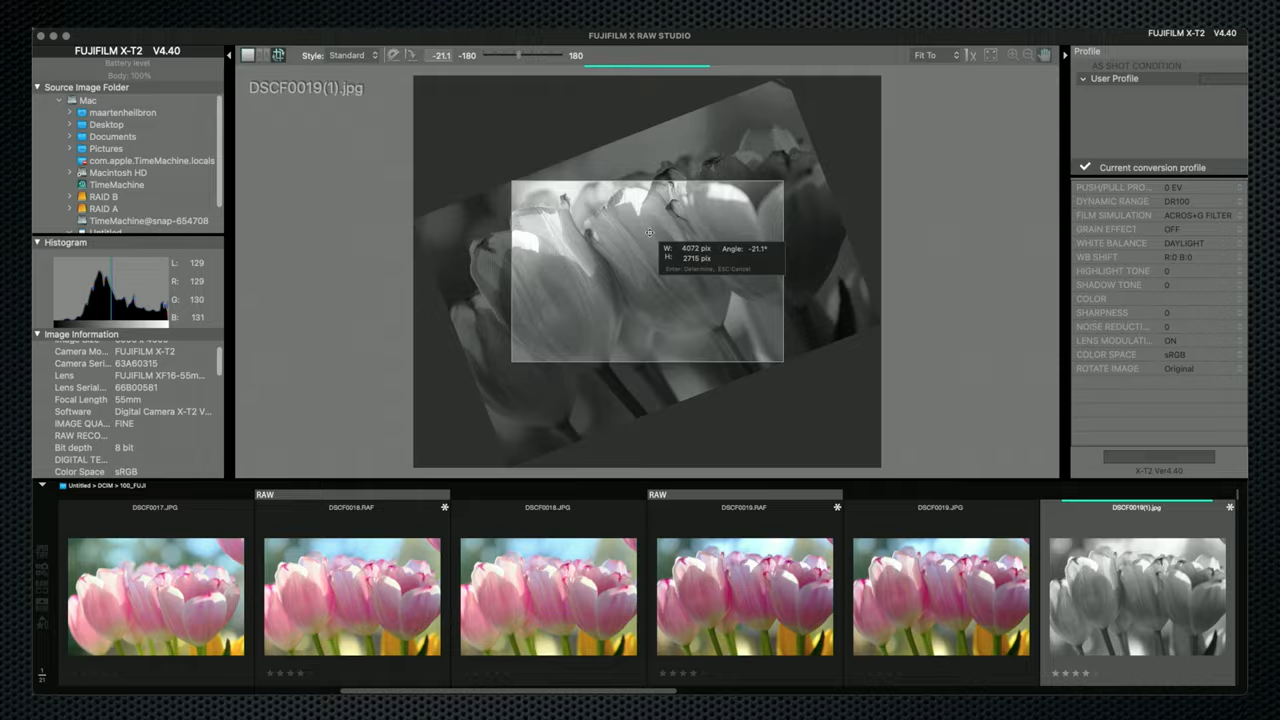 FUJIFILM X RAW STUDIO
FUJIFILM X-T2 V4.40
FUJIFILM X-T2 V4.40
Battery level
Body: 100%
Source Image Folder
Mac
maartenheilbron
Desktop
Documents
Pictures
com.apple.TimeMachine.locals
Macintosh HD
TimeMachine
RAID B
RAID A
TimeMachine@snap-654708
Untitled
Histogram
L: 129
R: 129
G: 130
B: 131
Image Information
Camera Mo... FUJIFILM X-T2
Camera Seri... 63A60315
Lens FUJIFILM XF16-55m...
Lens Serial... 66B00581
Focal Length 55mm
Software Digital Camera X-T2 V...
IMAGE QUA... FINE
RAW RECO...
Bit depth 8 bit
DIGITAL TE...
Color Space sRGB
Style: Standard -21.1 -180 180 Fit To
DSCF0019(1).jpg
W: 4072 pix Angle: -21.1°
H: 2715 pix
Enter: Determine, ESC:Cancel
Profile
AS SHOT CONDITION
User Profile
Current conversion profile
PUSH/PULL PRO... 0 EV
DYNAMIC RANGE DR100
FILM SIMULATION ACROS+G FILTER
GRAIN EFFECT OFF
WHITE BALANCE DAYLIGHT
WB SHIFT R:0 B:0
HIGHLIGHT TONE 0
SHADOW TONE 0
COLOR
SHARPNESS 0
NOISE REDUCTI... 0
LENS MODULATI... ON
COLOR SPACE sRGB
ROTATE IMAGE Original
X-T2 Ver4.40
Untitled > DCIM > 100_FUJI
RAW RAW
DSCF0017.JPG DSCF0018.RAF DSCF0018.JPG DSCF0019.RAF DSCF0019.JPG DSCF0019(1).jpg
1
21